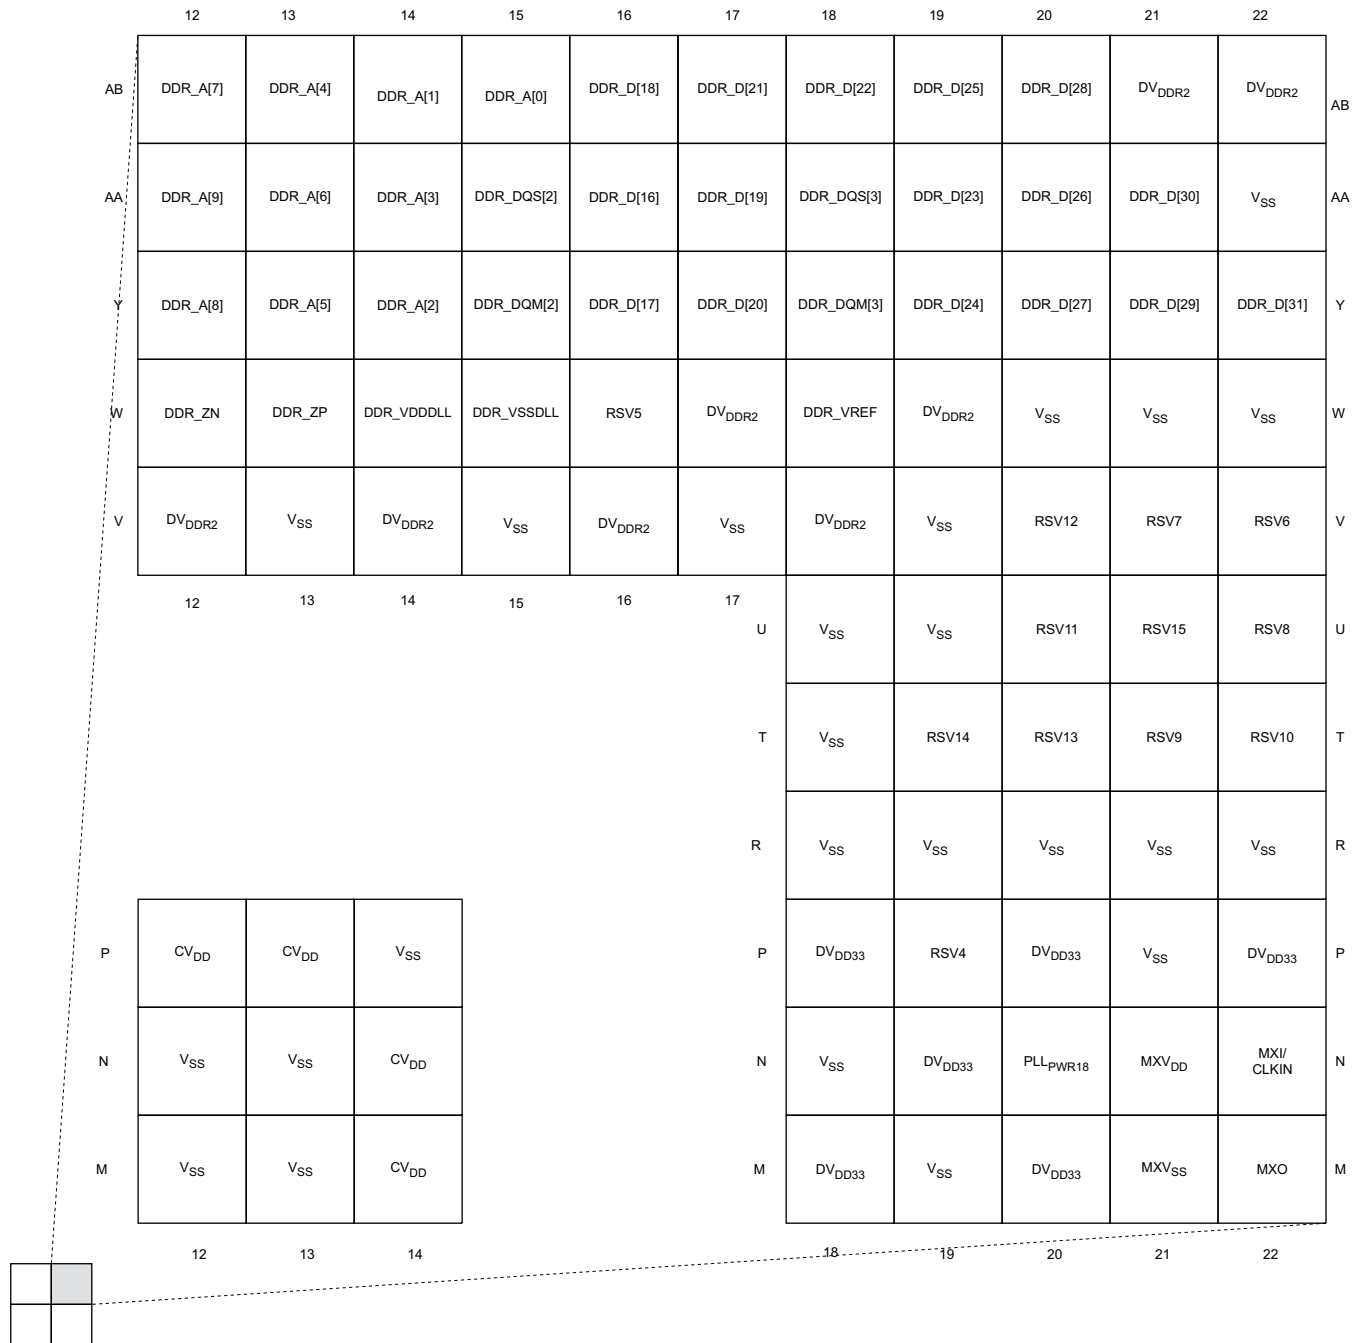 12 13 14 15 16 17 18 19 20 21 22
AB DDR_A[7] DDR_A[4] DDR_A[1] DDR_A[0] DDR_D[18] DDR_D[21] DDR_D[22] DDR_D[25] DDR_D[28] DVDDR2 DVDDR2 AB
AA DDR_A[9] DDR_A[6] DDR_A[3] DDR_DQS[2] DDR_D[16] DDR_D[19] DDR_DQS[3] DDR_D[23] DDR_D[26] DDR_D[30] VSS AA
Y DDR_A[8] DDR_A[5] DDR_A[2] DDR_DQM[2] DDR_D[17] DDR_D[20] DDR_DQM[3] DDR_D[24] DDR_D[27] DDR_D[29] DDR_D[31] Y
W DDR_ZN DDR_ZP DDR_VDDDLL DDR_VSSDLL RSV5 DVDDR2 DDR_VREF DVDDR2 VSS VSS VSS W
V DVDDR2 VSS DVDDR2 VSS DVDDR2 VSS DVDDR2 VSS RSV12 RSV7 RSV6 V
12 13 14 15 16 17
U VSS VSS RSV11 RSV15 RSV8 U
T VSS RSV14 RSV13 RSV9 RSV10 T
R VSS VSS VSS VSS VSS R
P CVDD CVDD VSS P DVDD33 RSV4 DVDD33 VSS DVDD33 P
N VSS VSS CVDD N VSS DVDD33 PLLPWR18 MXVDD MXI/
CLKIN N
M VSS VSS CVDD M DVDD33 VSS DVDD33 MXVSS MXO M
12 13 14 18 19 20 21 22